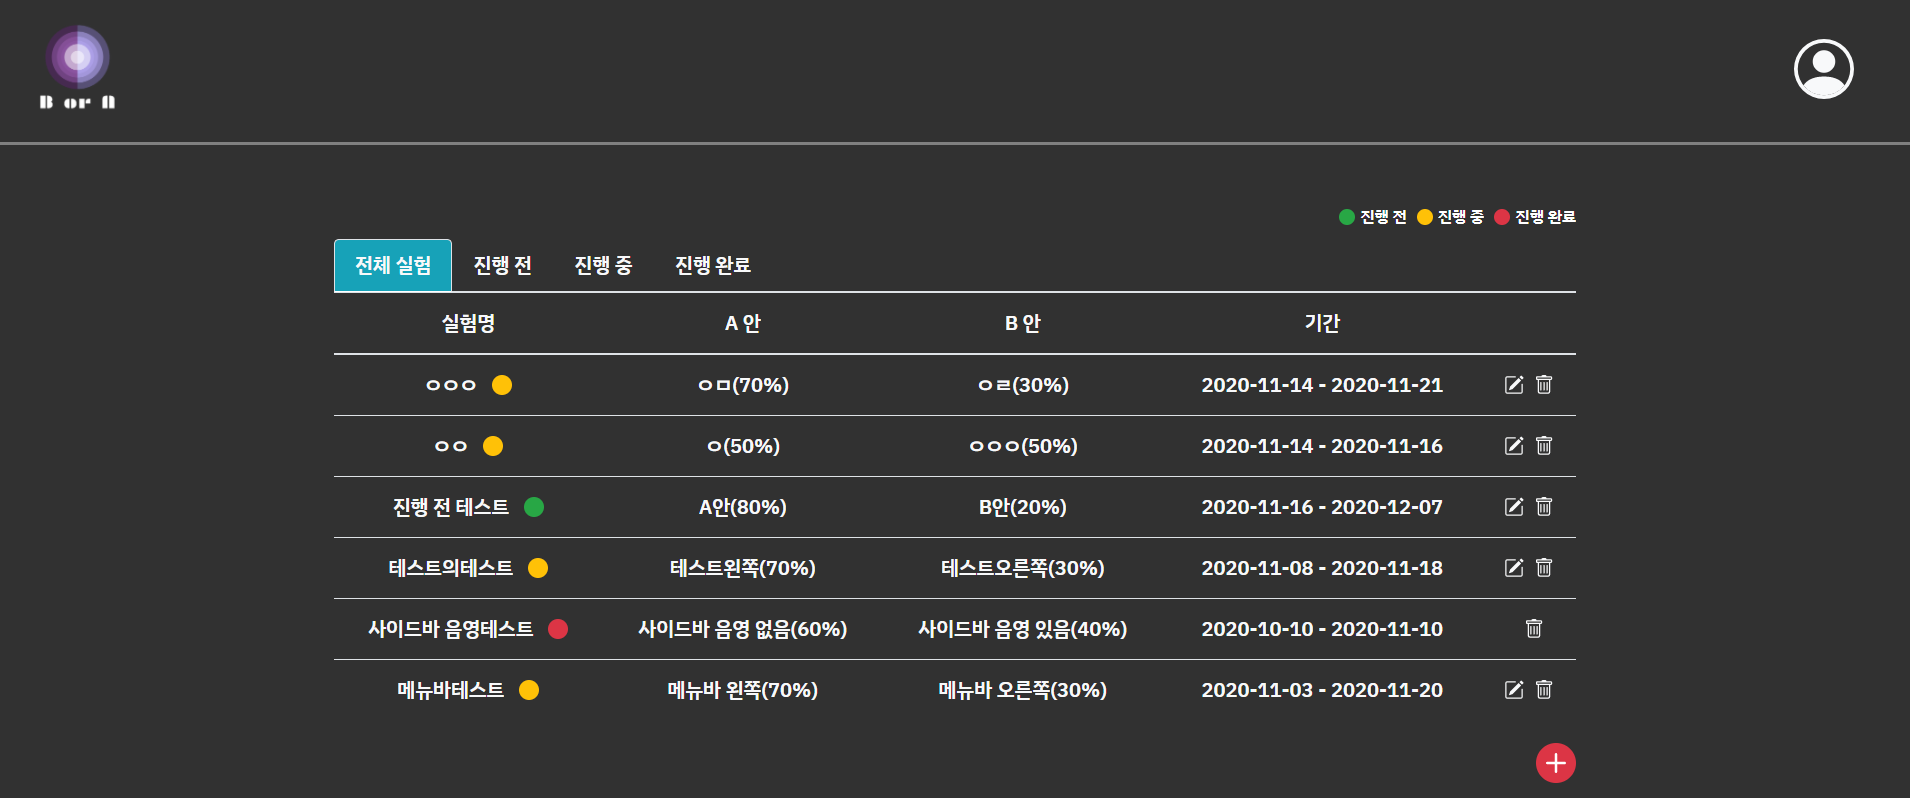 B or A
진행 전 진행 중 진행 완료
전체 실험 진행 전 진행 중 진행 완료
실험명 A 안 B 안 기간
ㅇㅇㅇ ㅇㅁ(70%) ㅇㄹ(30%) 2020-11-14 - 2020-11-21
ㅇㅇ ㅇ(50%) ㅇㅇㅇ(50%) 2020-11-14 - 2020-11-16
진행 전 테스트 A안(80%) B안(20%) 2020-11-16 - 2020-12-07
테스트의테스트 테스트왼쪽(70%) 테스트오른쪽(30%) 2020-11-08 - 2020-11-18
사이드바 음영테스트 사이드바 음영 없음(60%) 사이드바 음영 있음(40%) 2020-10-10 - 2020-11-10
메뉴바테스트 메뉴바 왼쪽(70%) 메뉴바 오른쪽(30%) 2020-11-03 - 2020-11-20